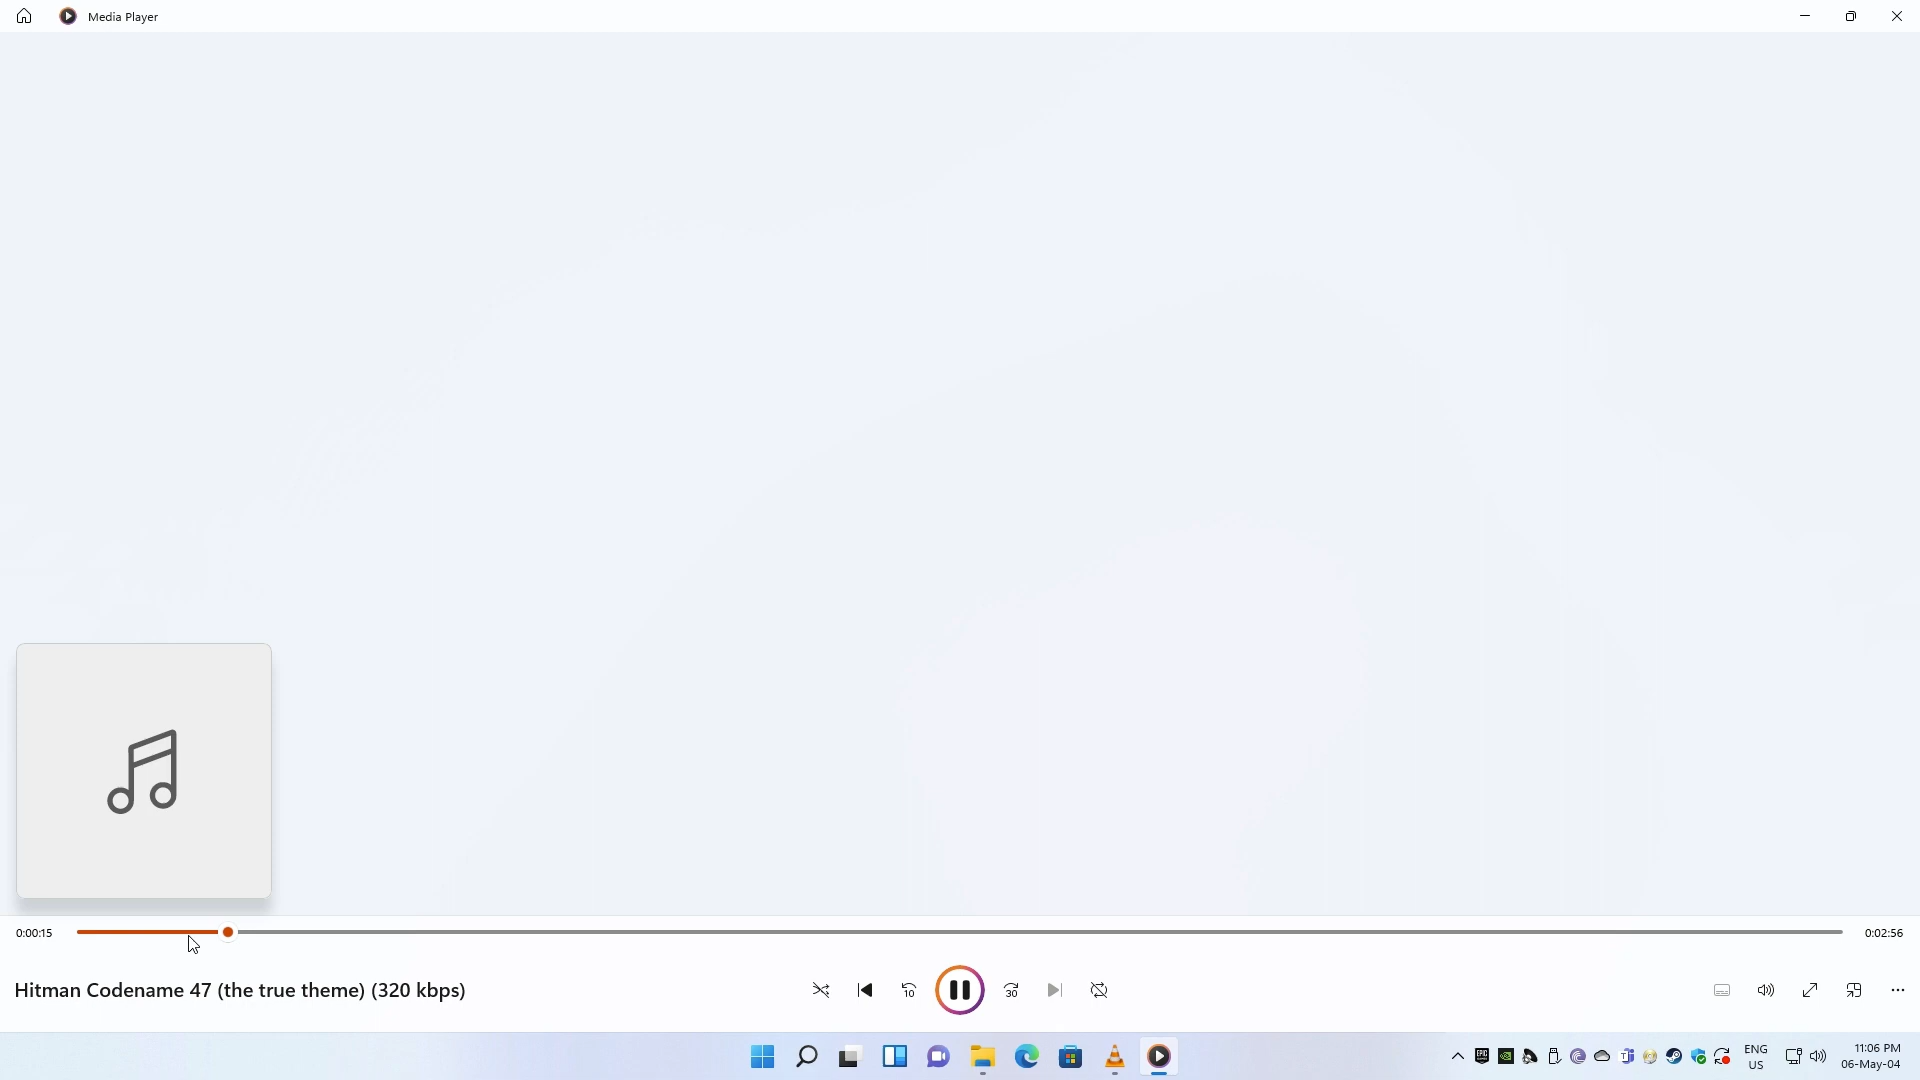 Media Player
0:00:15
0:02:56
Hitman Codename 47 (the true theme) (320 kbps)
10
30
EPIC
ENG
US
11:06 PM
06-May-04